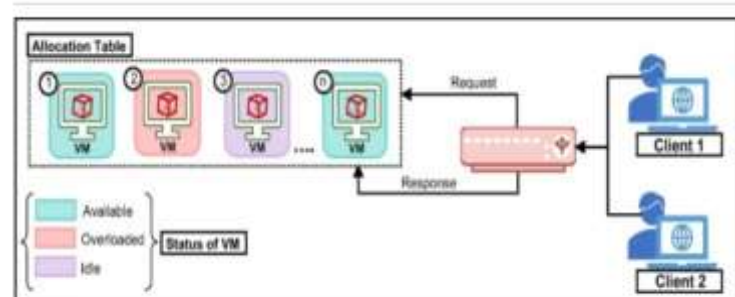 Allocation Table
1
2
3
n
VM
VM
VM
....
VM
Request
Response
Client 1
Client 2
Available
Overloaded
Idle
Status of VM